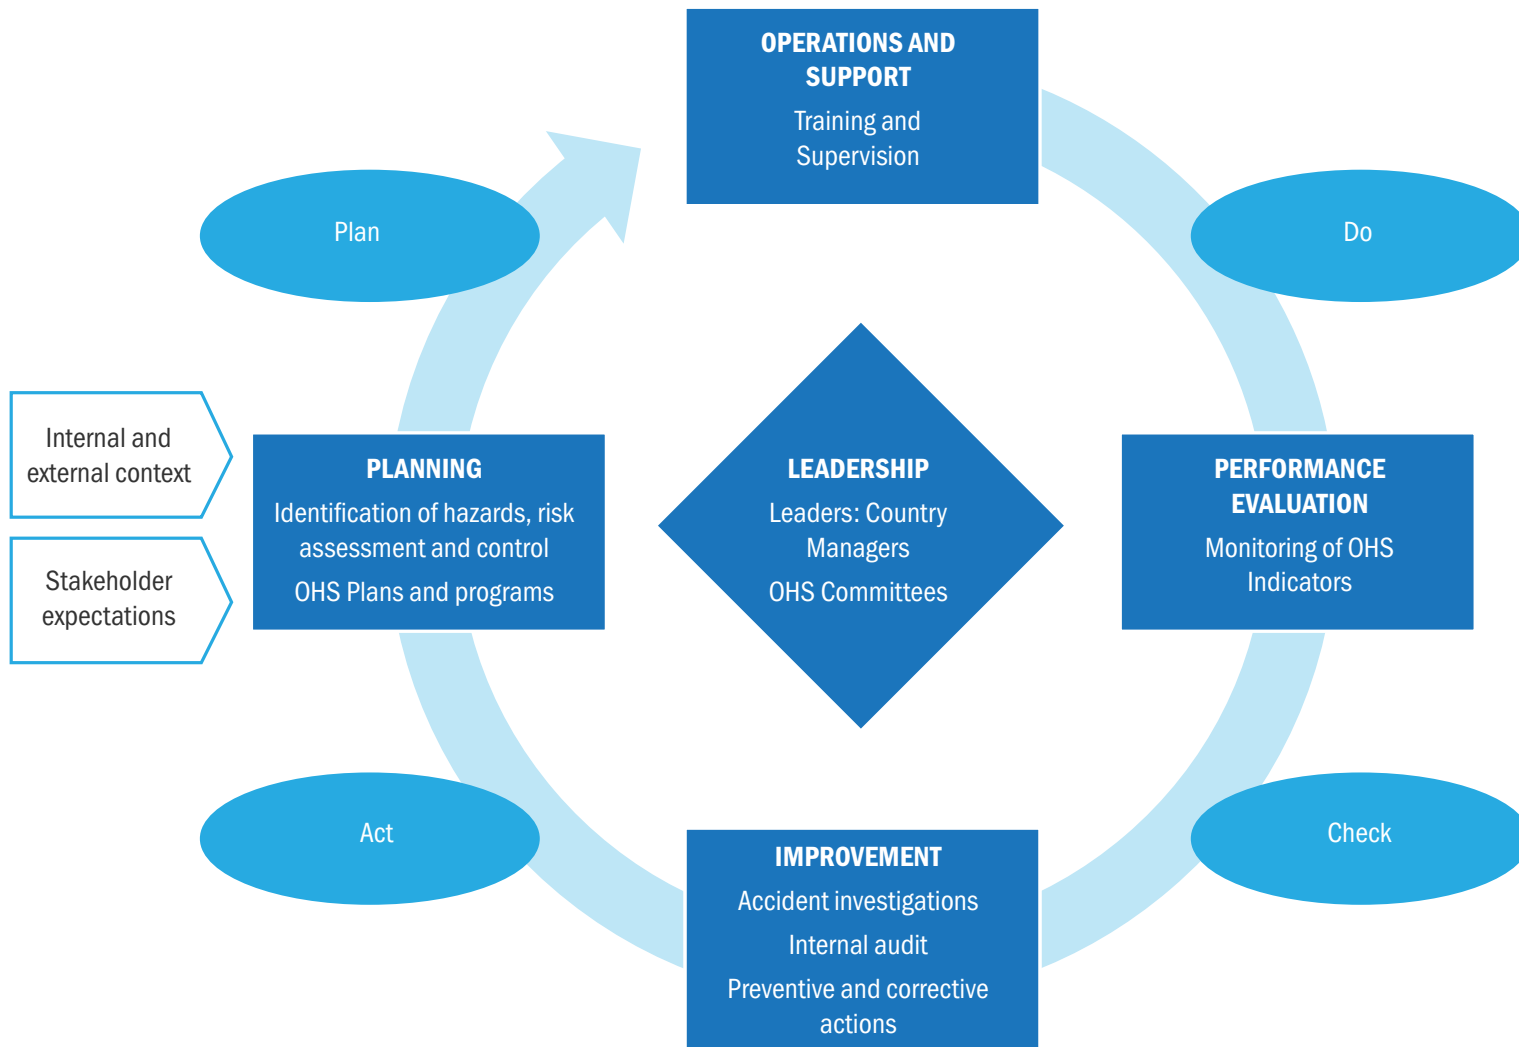 OPERATIONS AND
SUPPORT
Training and
Supervision
Plan
Do
Internal and
external context
Stakeholder
expectations
PLANNING
Identification of hazards, risk
assessment and control
OHS Plans and programs
LEADERSHIP
Leaders: Country
Managers
OHS Committees
PERFORMANCE
EVALUATION
Monitoring of OHS
Indicators
Act
Check
IMPROVEMENT
Accident investigations
Internal audit
Preventive and corrective
actions